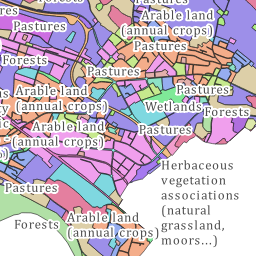 Forests
Pastures
Arable land
(annual crops)
Pastures
Pastures
Forests
Pastures
Arable land
(annual crops)
Pastures
Wetlands
Forests
Arable land
(annual crops)
Pastures
Herbaceous
vegetation
associations
(natural
grassland,
moors...)
Pastures
Forests
Arable land
(annual crops)